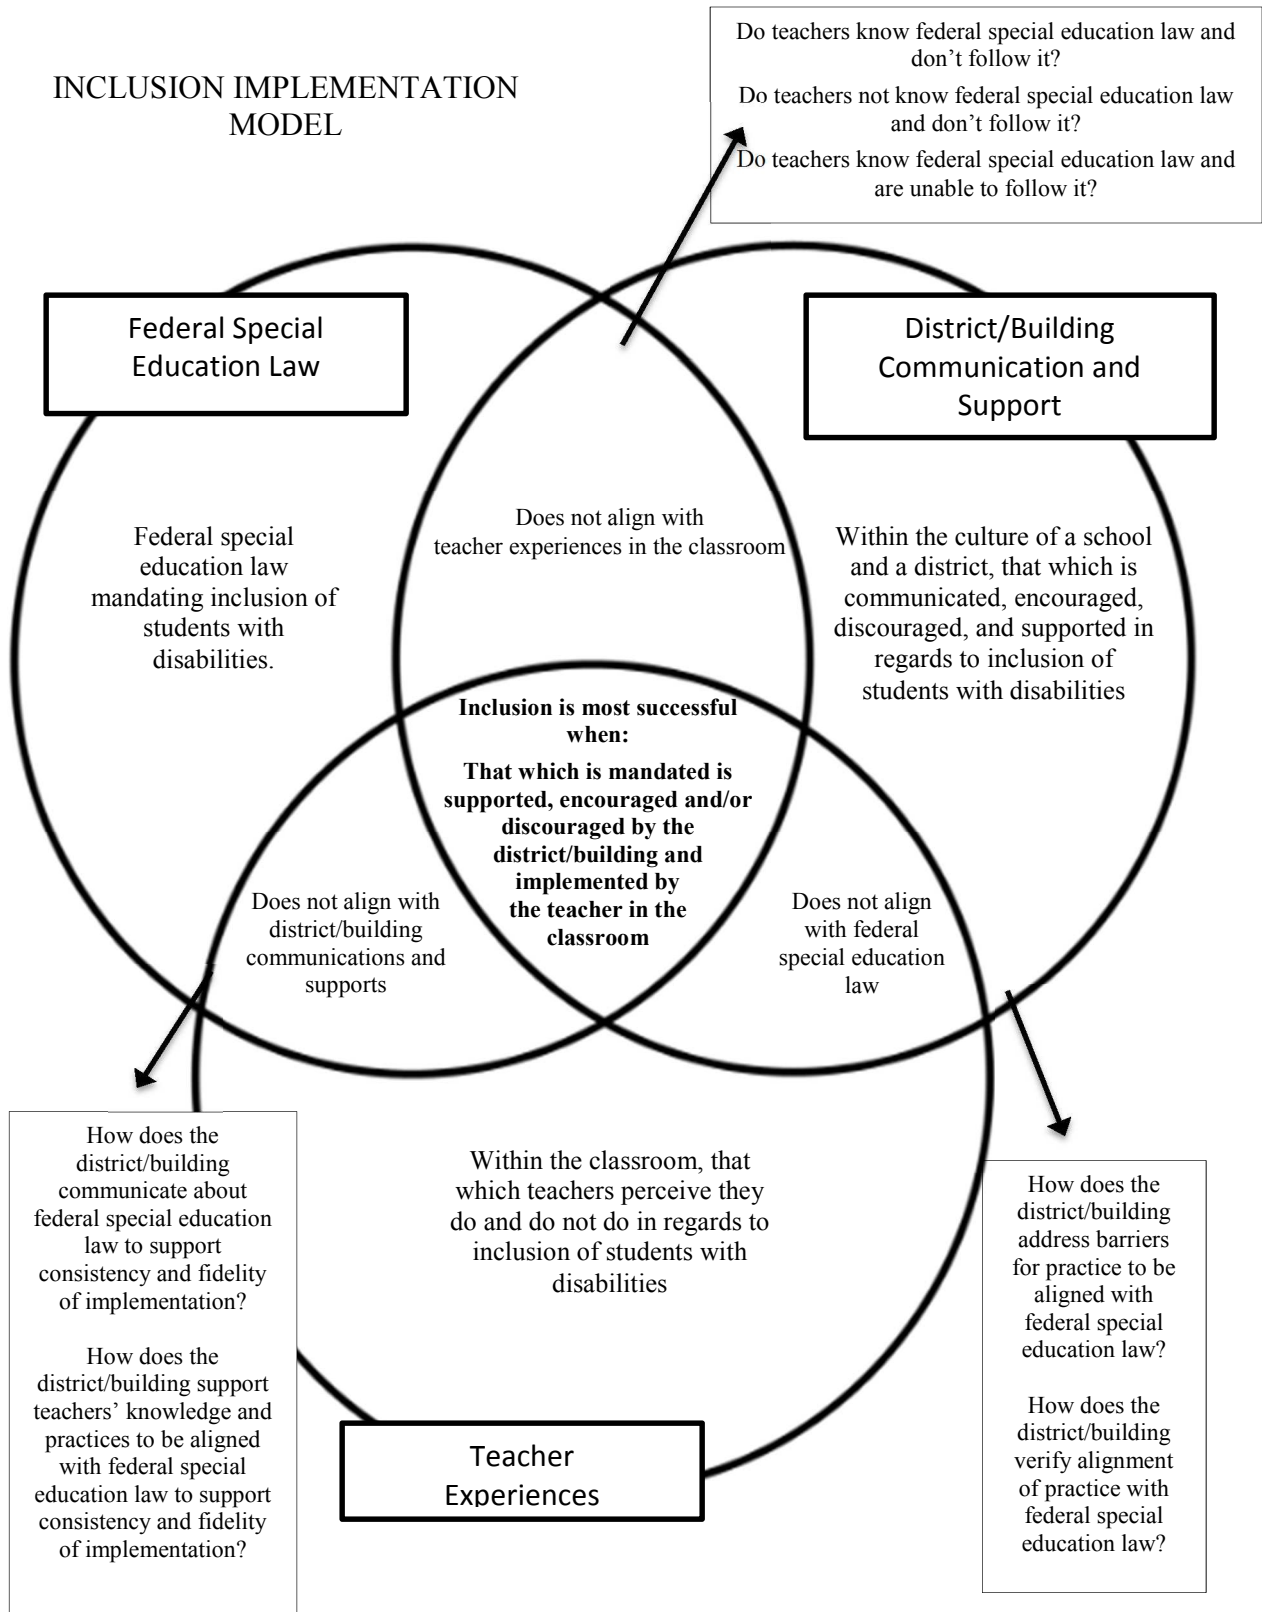 INCLUSION IMPLEMENTATION
MODEL
Do teachers know federal special education law and
don’t follow it?
Do teachers not know federal special education law
and don’t follow it?
Do teachers know federal special education law and
are unable to follow it?
Federal Special
Education Law
District/Building
Communication and
Support
Does not align with
teacher experiences in the classroom
Federal special
education law
mandating inclusion of
students with
disabilities.
Within the culture of a school
and a district, that which is
communicated, encouraged,
discouraged, and supported in
regards to inclusion of
students with disabilities
Inclusion is most successful
when:
That which is mandated is
supported, encouraged and/or
discouraged by the
district/building and
implemented by
the teacher in the
classroom
Does not align with
district/building
communications and
supports
Does not align
with federal
special education
law
How does the
district/building
communicate about
federal special education
law to support
consistency and fidelity
of implementation?
How does the
district/building support
teachers’ knowledge and
practices to be aligned
with federal special
education law to support
consistency and fidelity
of implementation?
Within the classroom, that
which teachers perceive they
do and do not do in regards to
inclusion of students with
disabilities
How does the
district/building
address barriers
for practice to be
aligned with
federal special
education law?
How does the
district/building
verify alignment
of practice with
federal special
education law?
Teacher
Experiences